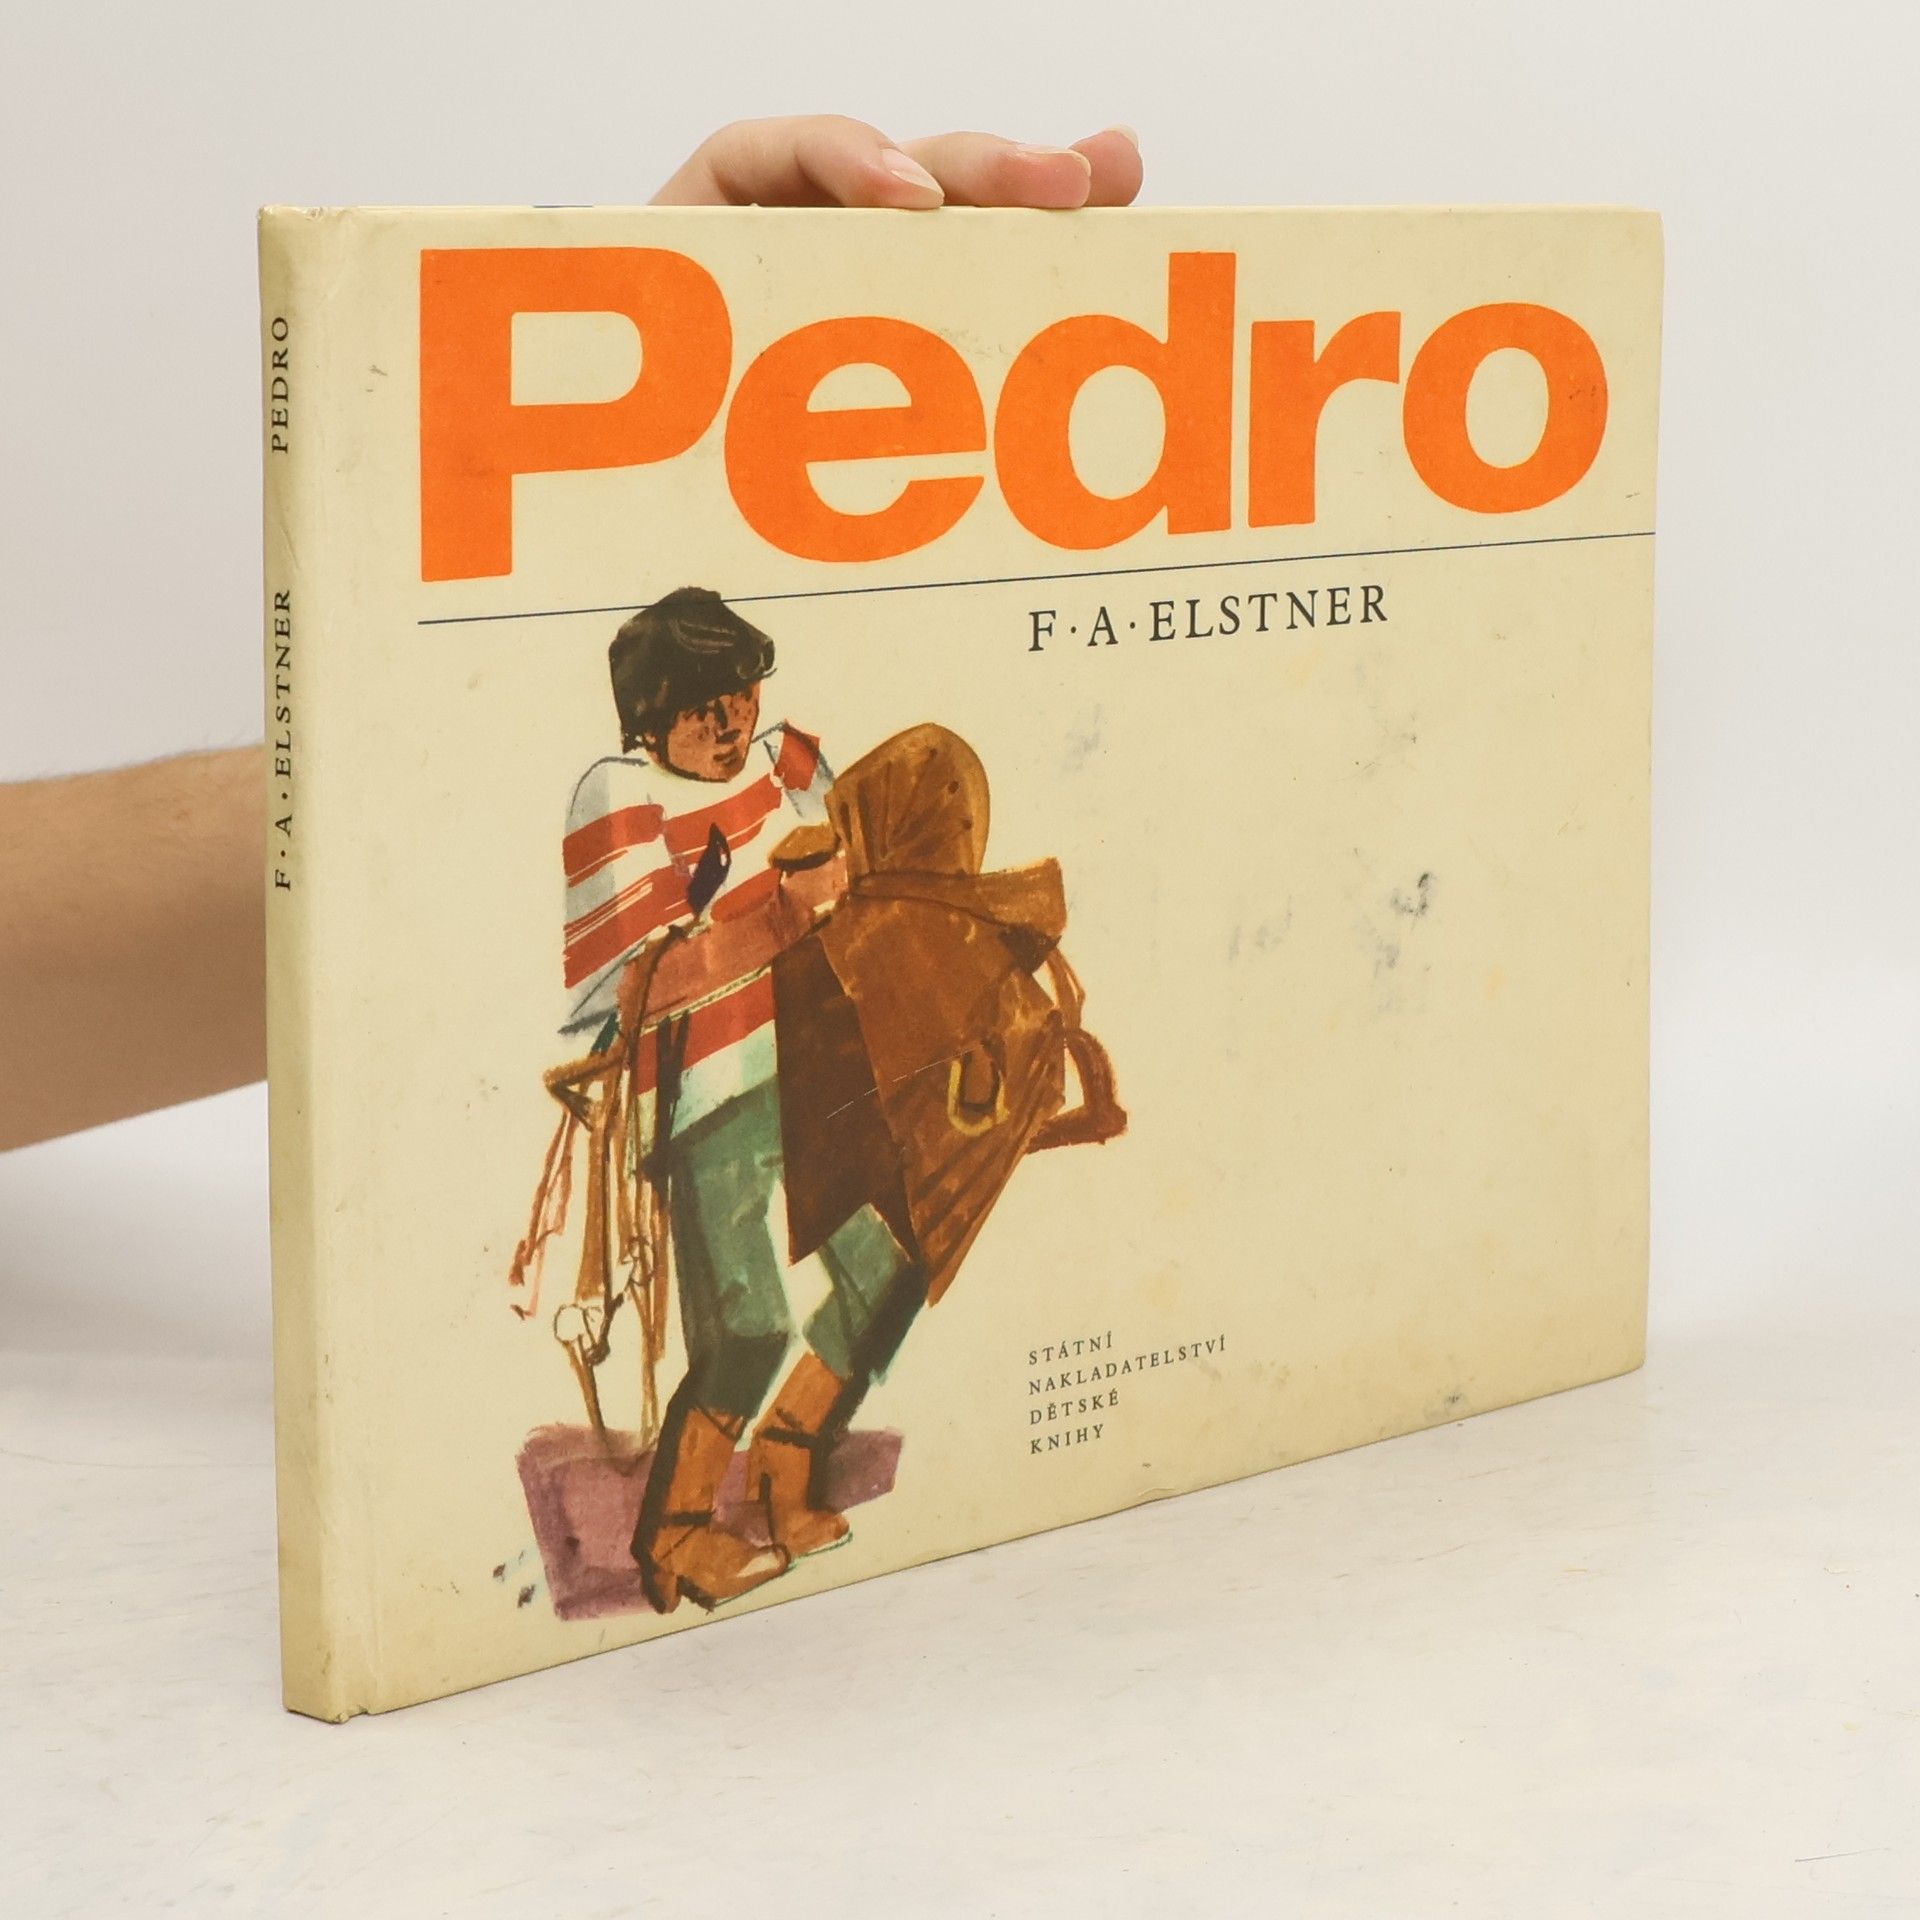 F·A·ELSTNER PEDRO
Pedro
F·A·ELSTNER
STÁTNÍ
NAKLADATELSTVÍ
DĚTSKÉ
KNIHY